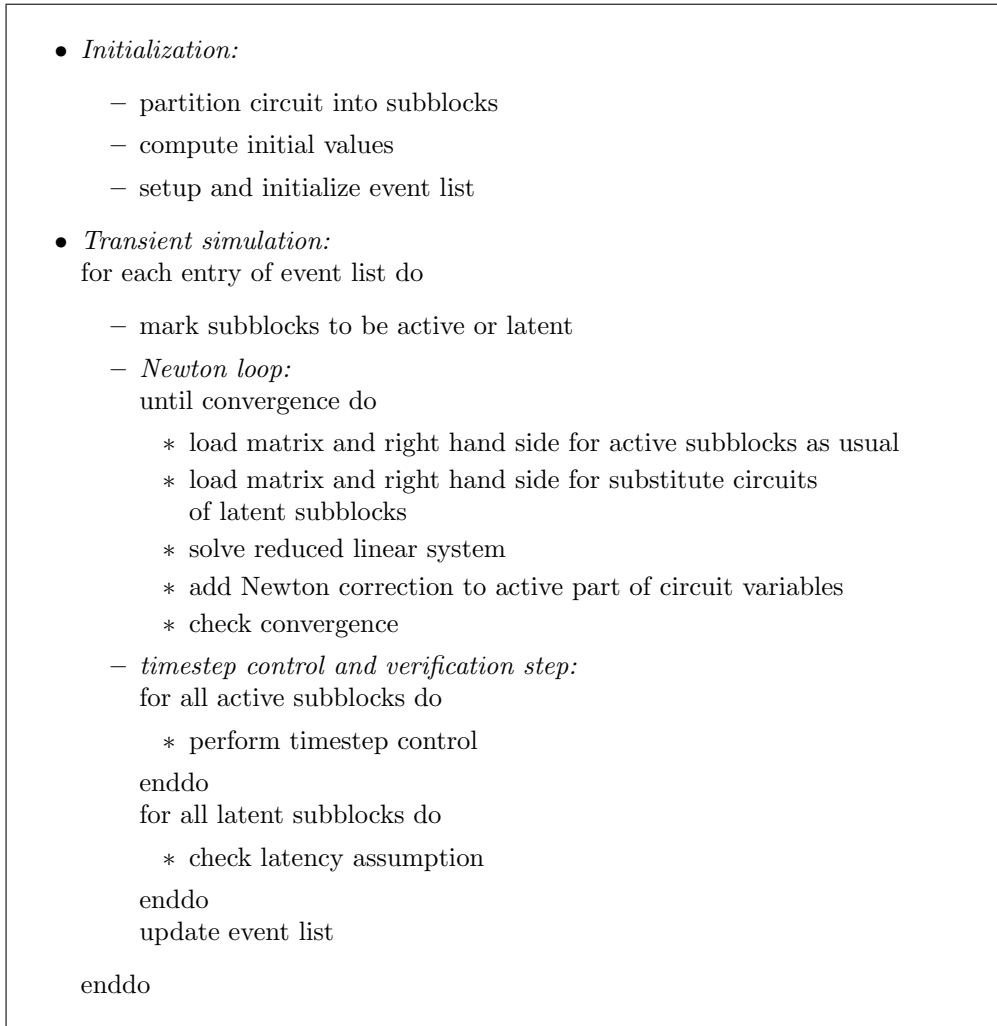 • Initialization:
– partition circuit into subblocks
– compute initial values
– setup and initialize event list
• Transient simulation:
for each entry of event list do
– mark subblocks to be active or latent
– Newton loop:
until convergence do
∗ load matrix and right hand side for active subblocks as usual
∗ load matrix and right hand side for substitute circuits
of latent subblocks
∗ solve reduced linear system
∗ add Newton correction to active part of circuit variables
∗ check convergence
– timestep control and verification step:
for all active subblocks do
∗ perform timestep control
enddo
for all latent subblocks do
∗ check latency assumption
enddo
update event list
enddo